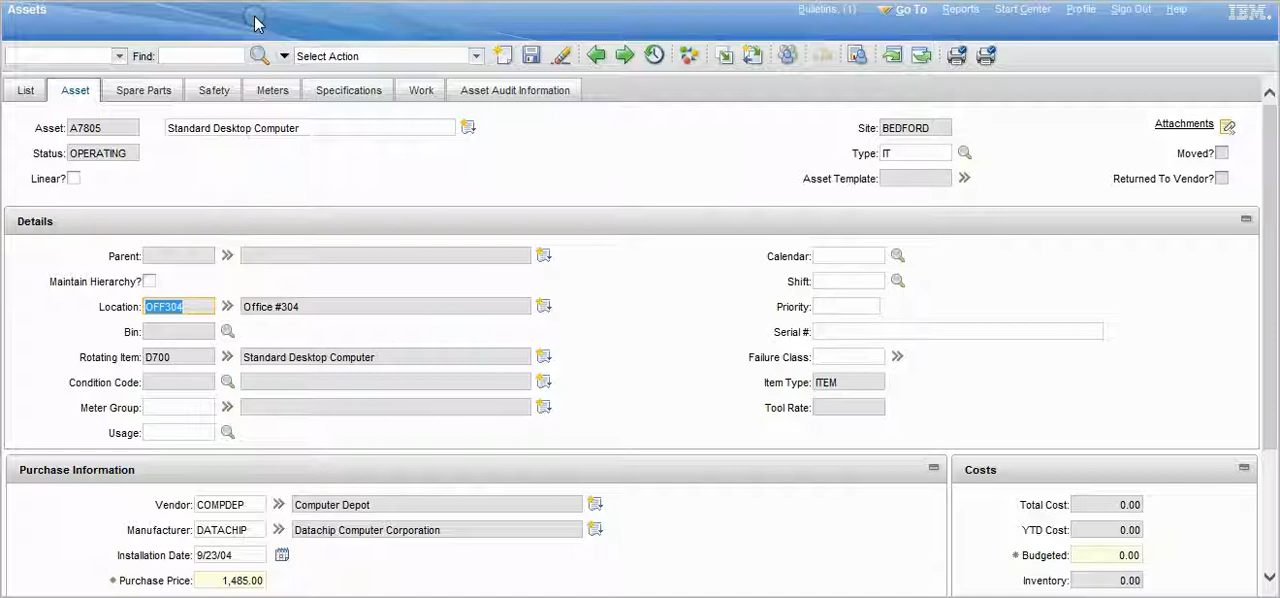 Assets Bulletins, (1) Go To Reports Start Center Profile Sign Out Help IBM.
Find: Select Action
List Asset Spare Parts Safety Meters Specifications Work Asset Audit Information
Asset: A7805 Standard Desktop Computer Site: BEDFORD Attachments
Status: OPERATING Type: IT Moved?
Linear? Asset Template: Returned To Vendor?
Details
Parent: Calendar:
Maintain Hierarchy? Shift:
Location: OFF304 Office #304 Priority:
Bin: Serial #:
Rotating Item: D700 Standard Desktop Computer Failure Class:
Condition Code: Item Type: ITEM
Meter Group: Tool Rate:
Usage:
Purchase Information Costs
Vendor: COMPDEP Computer Depot Total Cost: 0.00
Manufacturer: DATACHIP Datachip Computer Corporation YTD Cost: 0.00
Installation Date: 9/23/04 * Budgeted: 0.00
* Purchase Price: 1,485.00 Inventory: 0.00